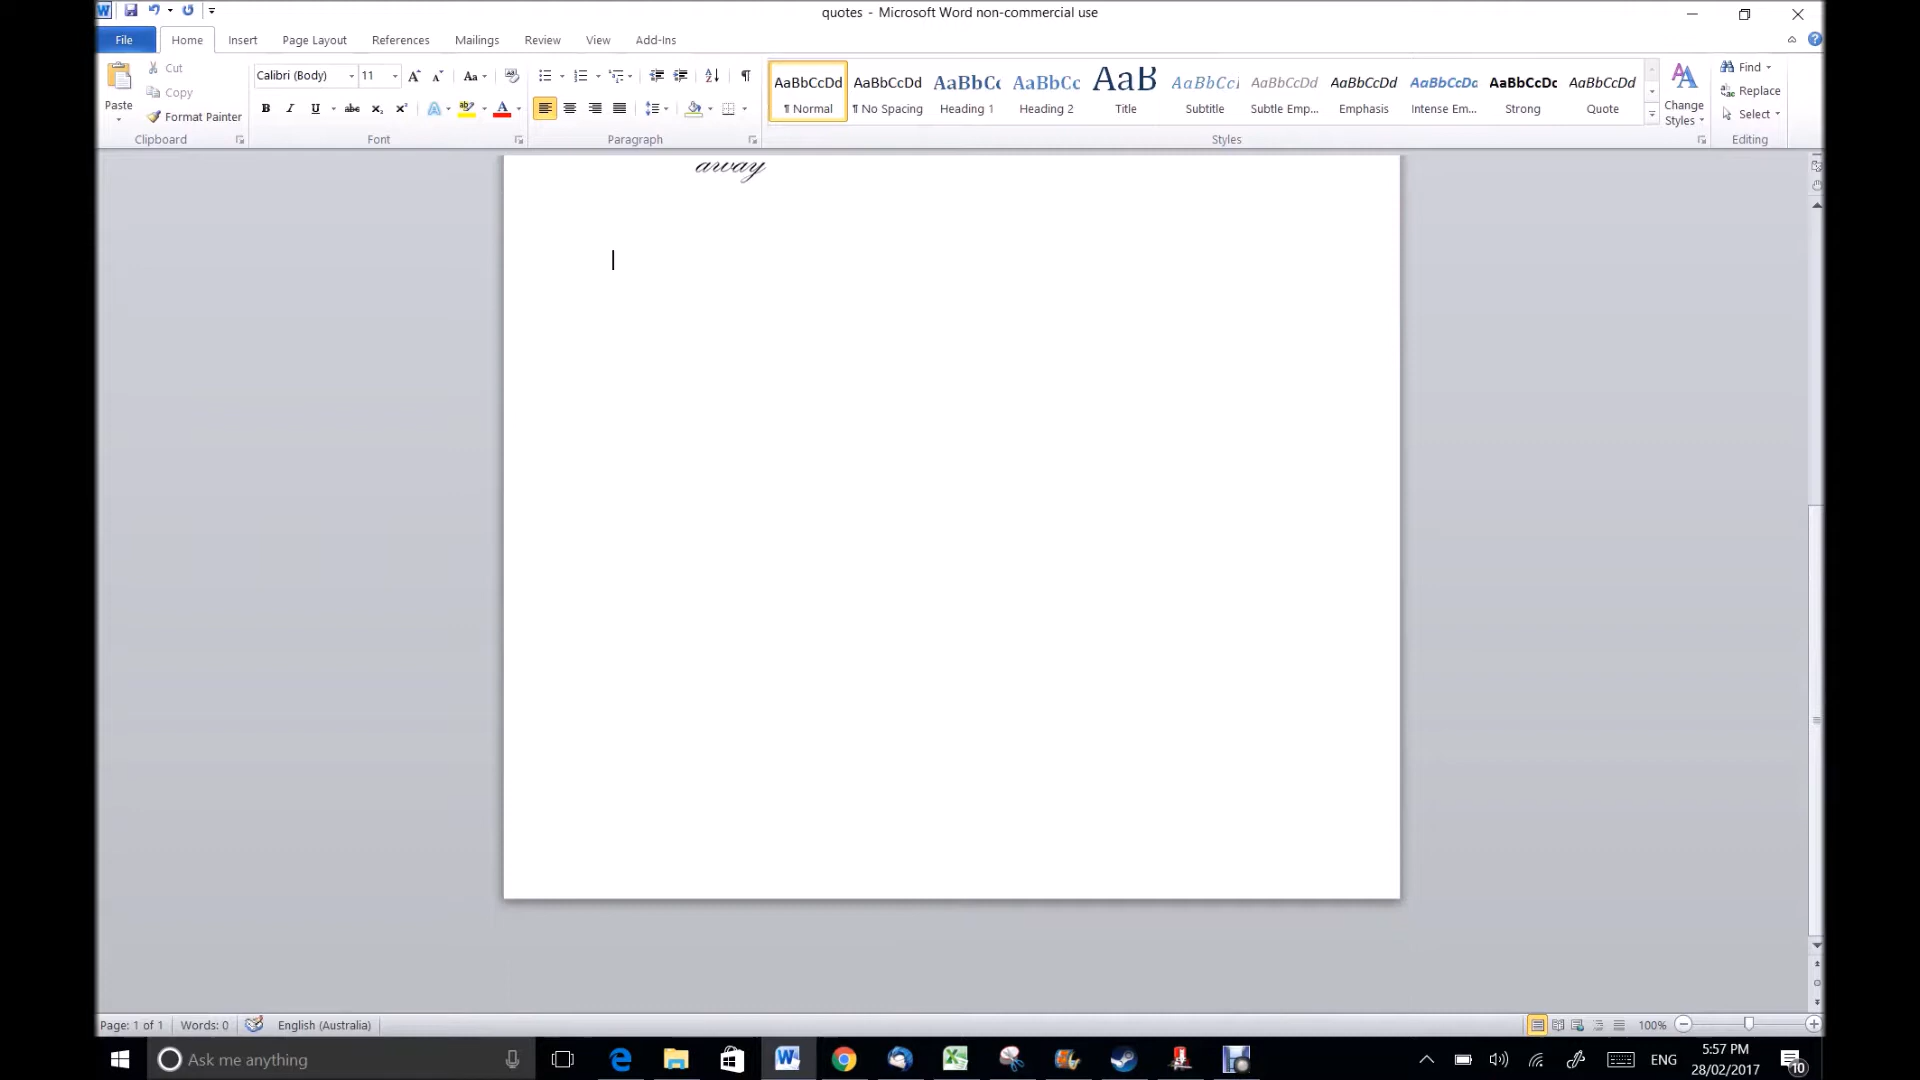 quotes - Microsoft Word non-commercial use
File Home Insert Page Layout References Mailings Review View Add-Ins
Paste
Cut
Copy
Format Painter
Clipboard
Calibri (Body) 11
Font
Paragraph
AaBbCcDd AaBbCcDd AaBbC AaBbCc AaB AaBbCc AaBbCcDd AaBbCcDd AaBbCcDd AaBbCcDc AaBbCcDd
¶ Normal ¶ No Spacing Heading 1 Heading 2 Title Subtitle Subtle Emp... Emphasis Intense Em... Strong Quote
Styles
Change
Styles
Find
Replace
Select
Editing
away
Page: 1 of 1 Words: 0 English (Australia) 100%
Ask me anything
ENG
5:57 PM
28/02/2017
10